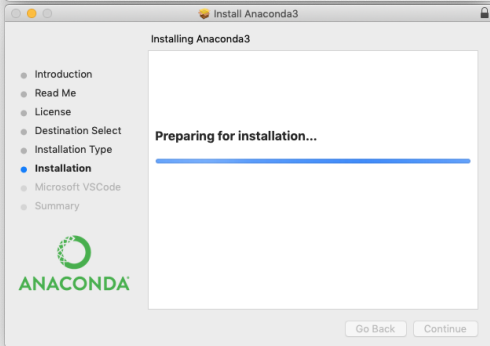 Install Anaconda3
Installing Anaconda3
Introduction
Read Me
License
Destination Select
Installation Type
Installation
Microsoft VSCode
Summary
Preparing for installation...
ANACONDA
Go Back
Continue